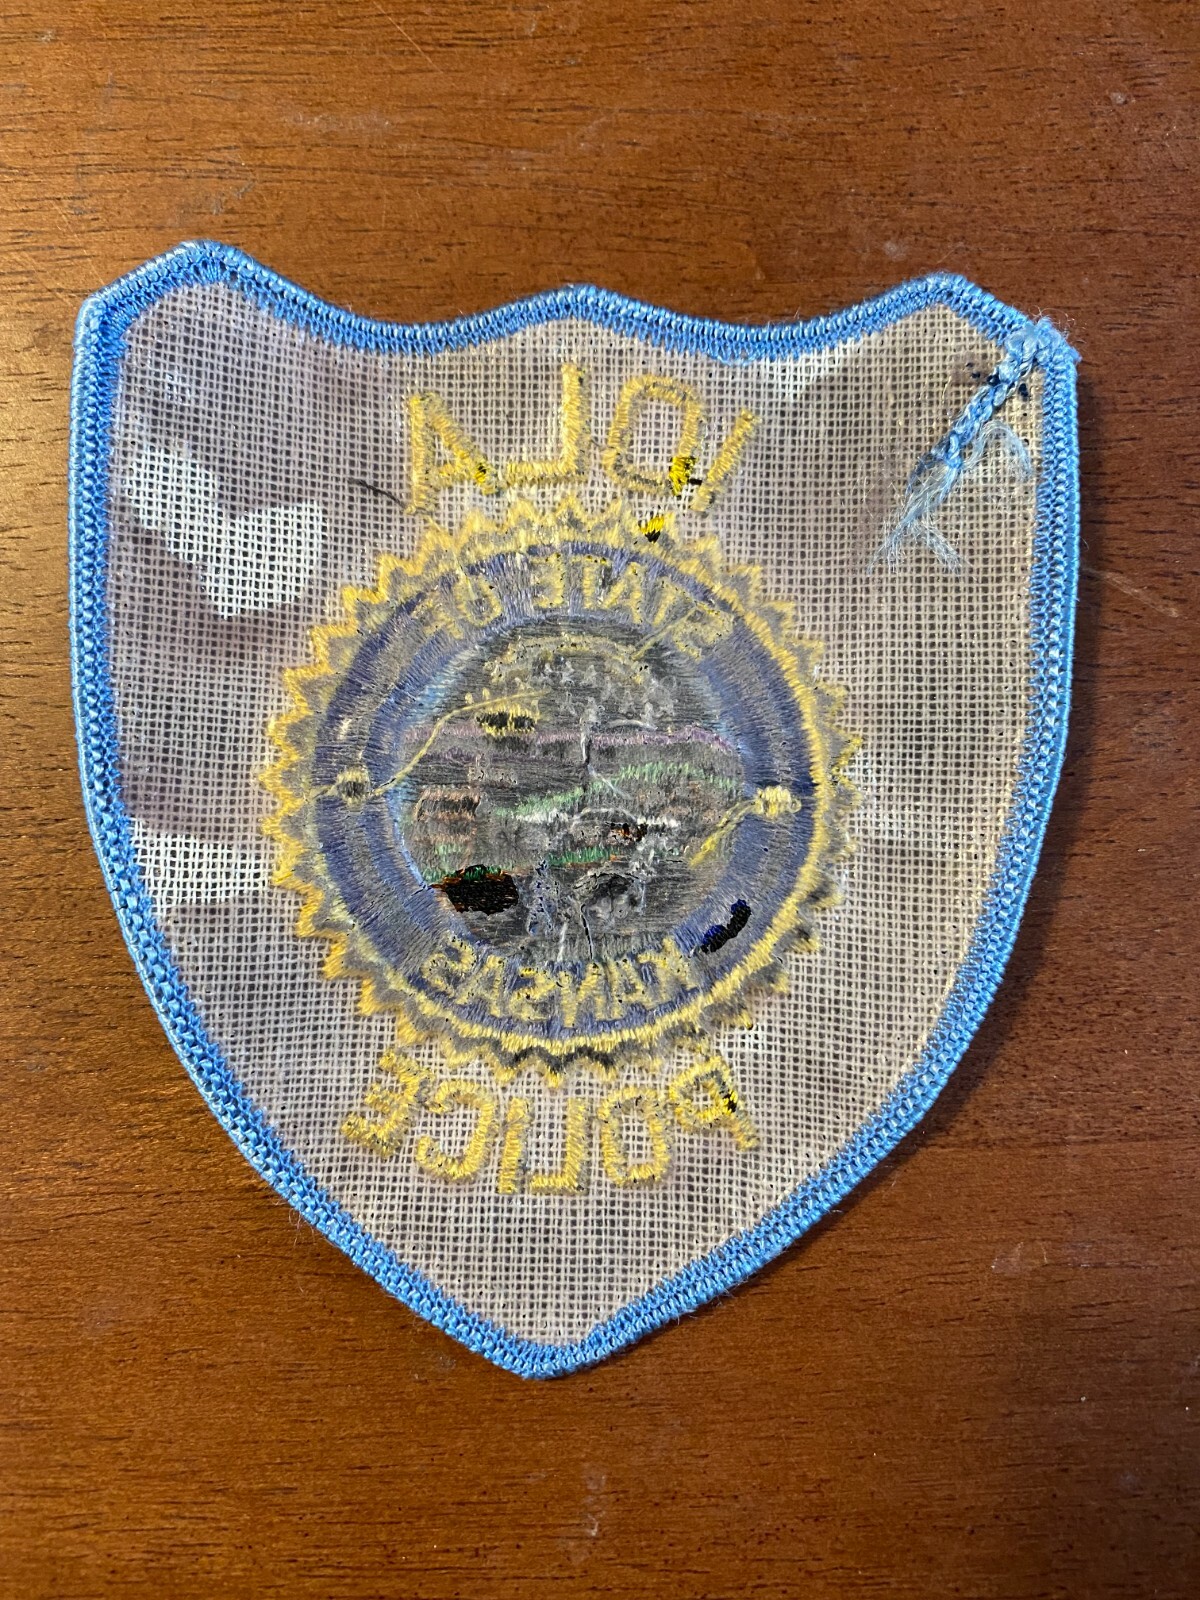 IOLA
STATE OF
KANSAS
POLICE